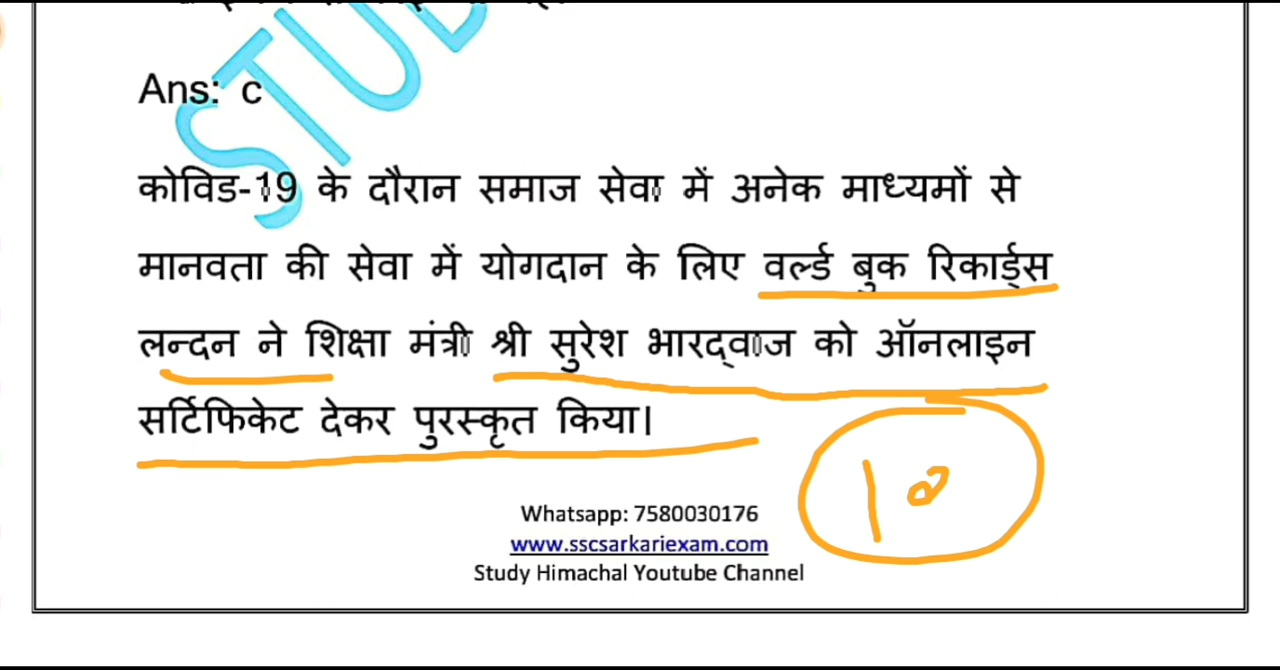 Ans: c
STU
कोविड-19 के दौरान समाज सेवा में अनेक माध्यमों से
मानवता की सेवा में योगदान के लिए वर्ल्ड बुक रिकार्ड्स
लन्दन ने शिक्षा मंत्री श्री सुरेश भारद्वाज को ऑनलाइन
सर्टिफिकेट देकर पुरस्कृत किया।
Whatsapp: 7580030176
www.sscsarkariexam.com
Study Himachal Youtube Channel